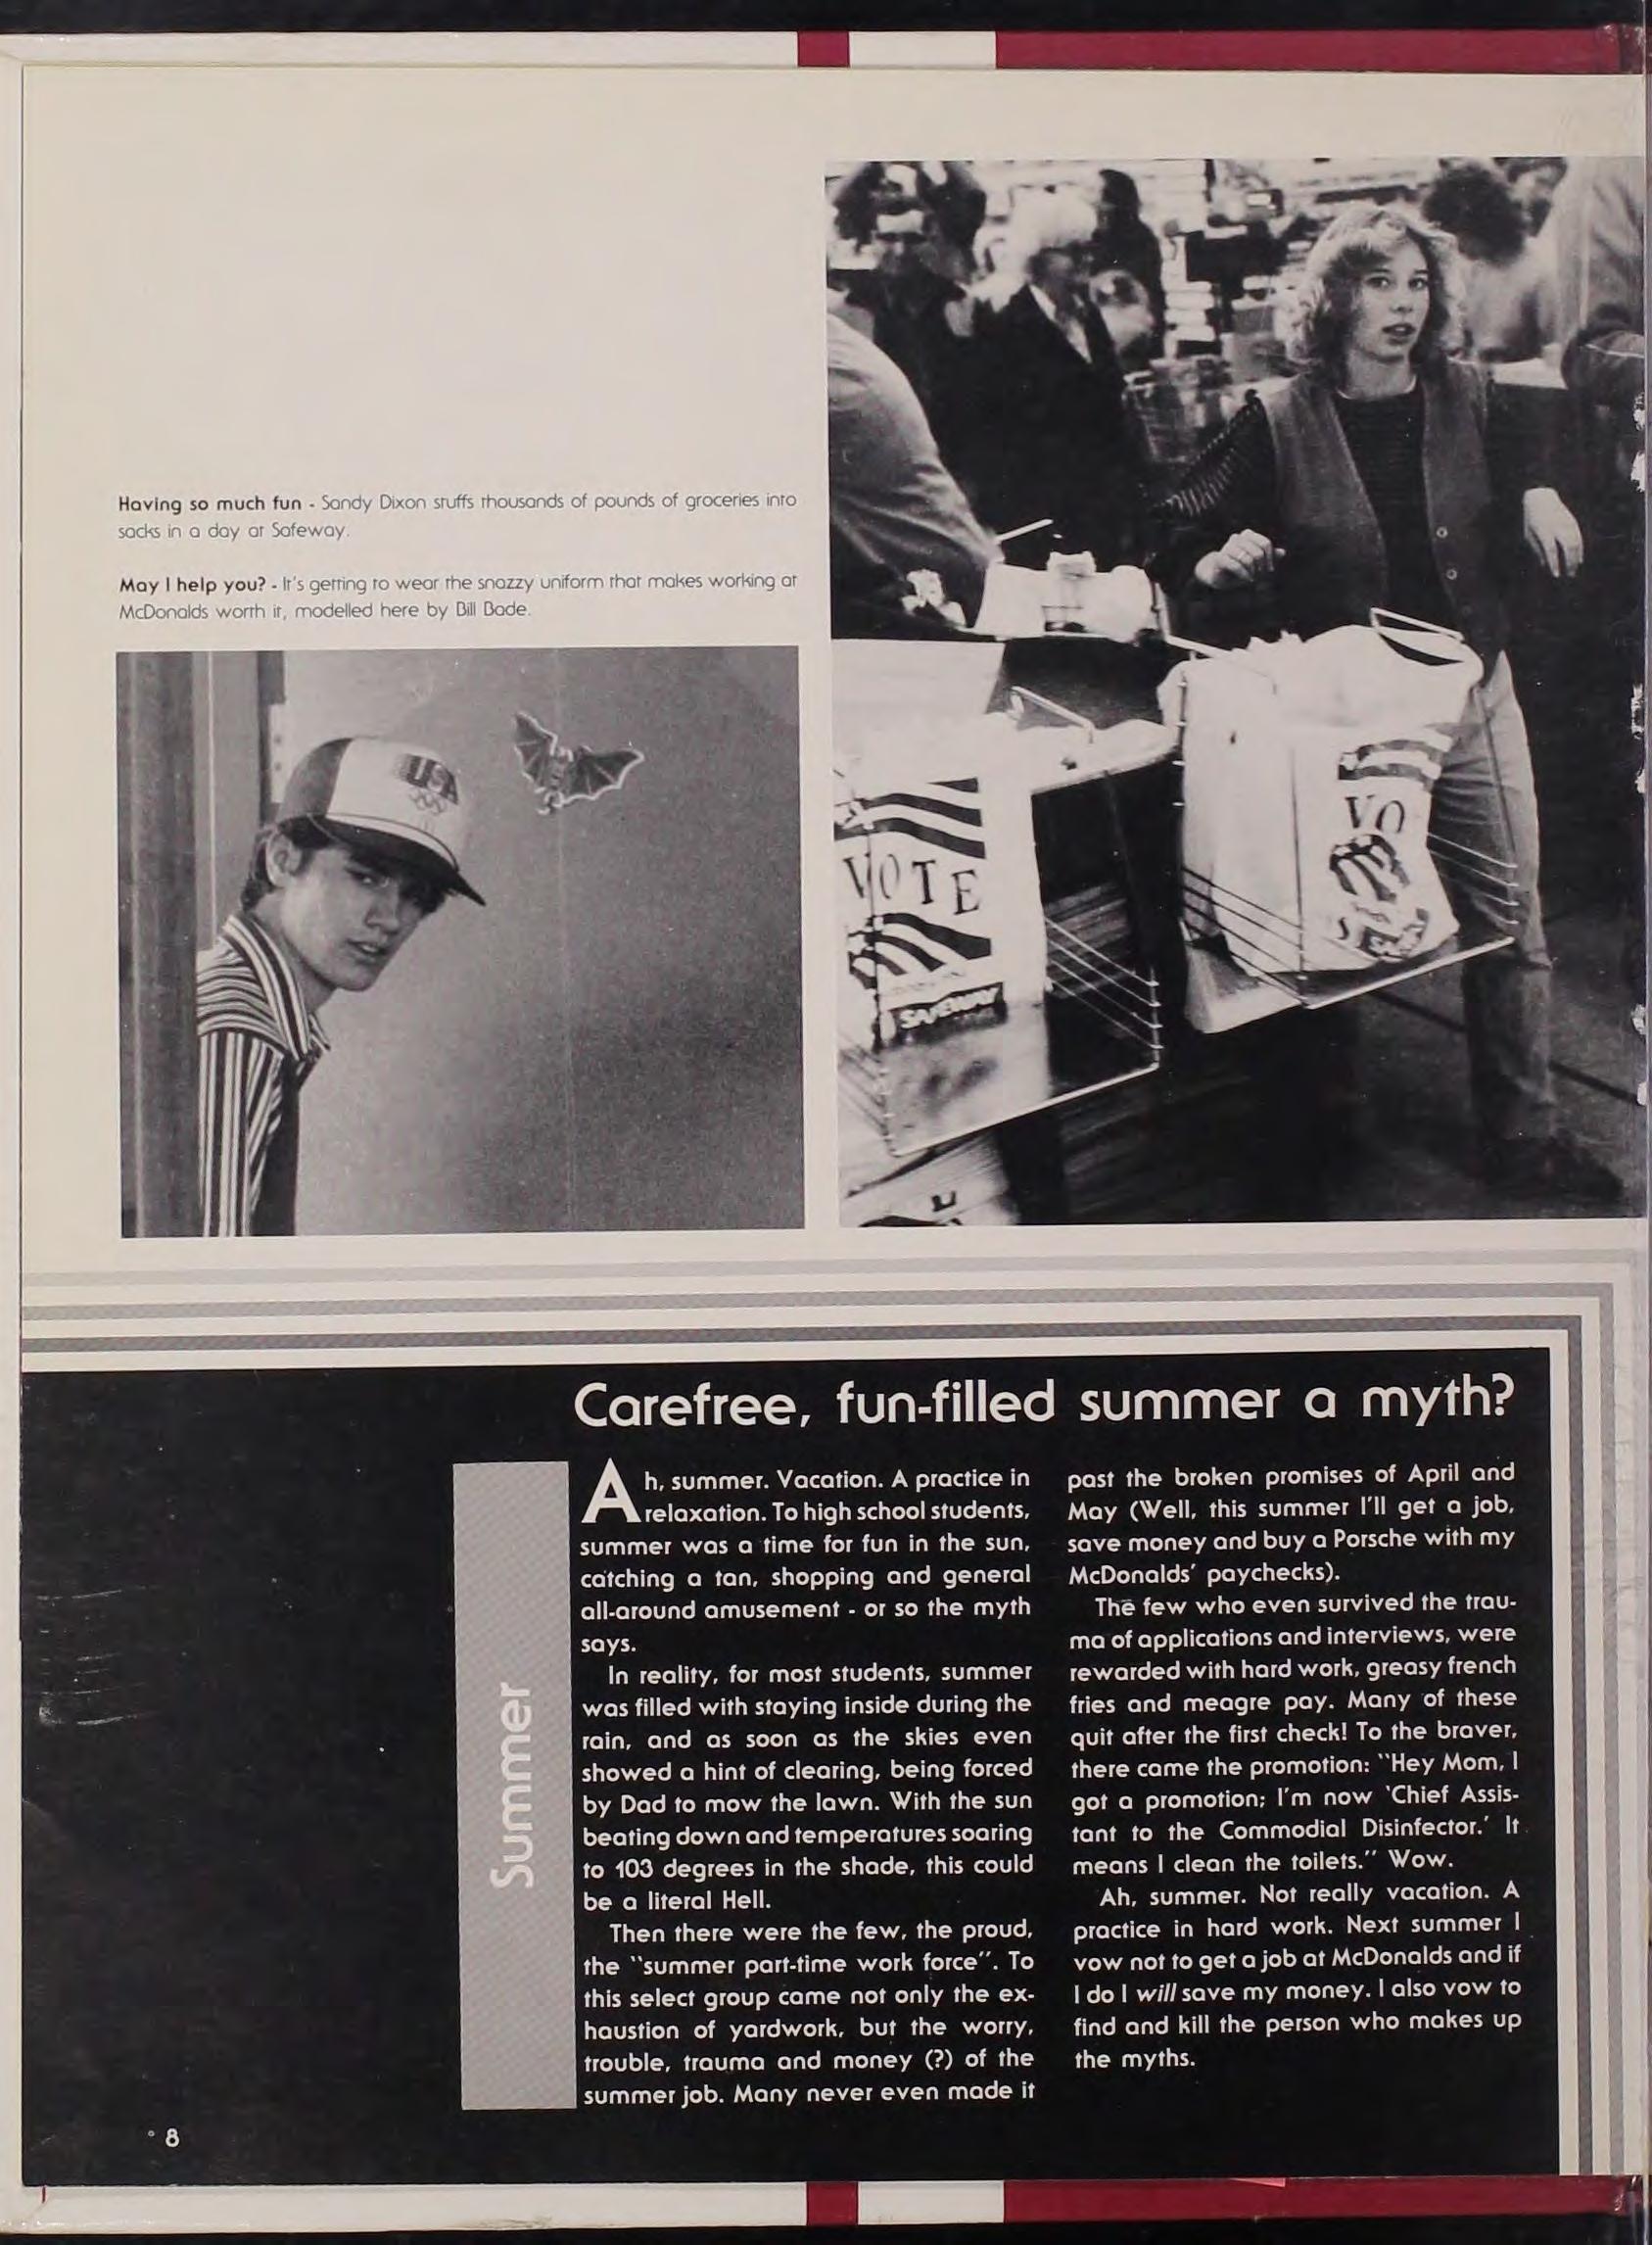 Having so much fun - Sandy Dixon stuffs thousands of pounds of groceries into
sacks in a day at Safeway.
May I help you? - It's getting to wear the snazzy uniform that makes working at
McDonalds worth it, modelled here by Bill Bade.
USA
VOTE
SAFEWAY
VO
Carefree, fun-filled summer a myth?
Summer
Ah, summer. Vacation. A practice in
relaxation. To high school students,
summer was a time for fun in the sun,
catching a tan, shopping and general
all-around amusement - or so the myth
says.
In reality, for most students, summer
was filled with staying inside during the
rain, and as soon as the skies even
showed a hint of clearing, being forced
by Dad to mow the lawn. With the sun
beating down and temperatures soaring
to 103 degrees in the shade, this could
be a literal Hell.
Then there were the few, the proud,
the "summer part-time work force". To
this select group came not only the ex-
haustion of yardwork, but the worry,
trouble, trauma and money (?) of the
summer job. Many never even made it
past the broken promises of April and
May (Well, this summer I'll get a job,
save money and buy a Porsche with my
McDonalds' paychecks).
The few who even survived the trau-
ma of applications and interviews, were
rewarded with hard work, greasy french
fries and meagre pay. Many of these
quit after the first check! To the braver,
there came the promotion: "Hey Mom, I
got a promotion; I'm now 'Chief Assis-
tant to the Commodial Disinfector.' It
means I clean the toilets." Wow.
Ah, summer. Not really vacation. A
practice in hard work. Next summer I
vow not to get a job at McDonalds and if
I do I will save my money. I also vow to
find and kill the person who makes up
the myths.
8